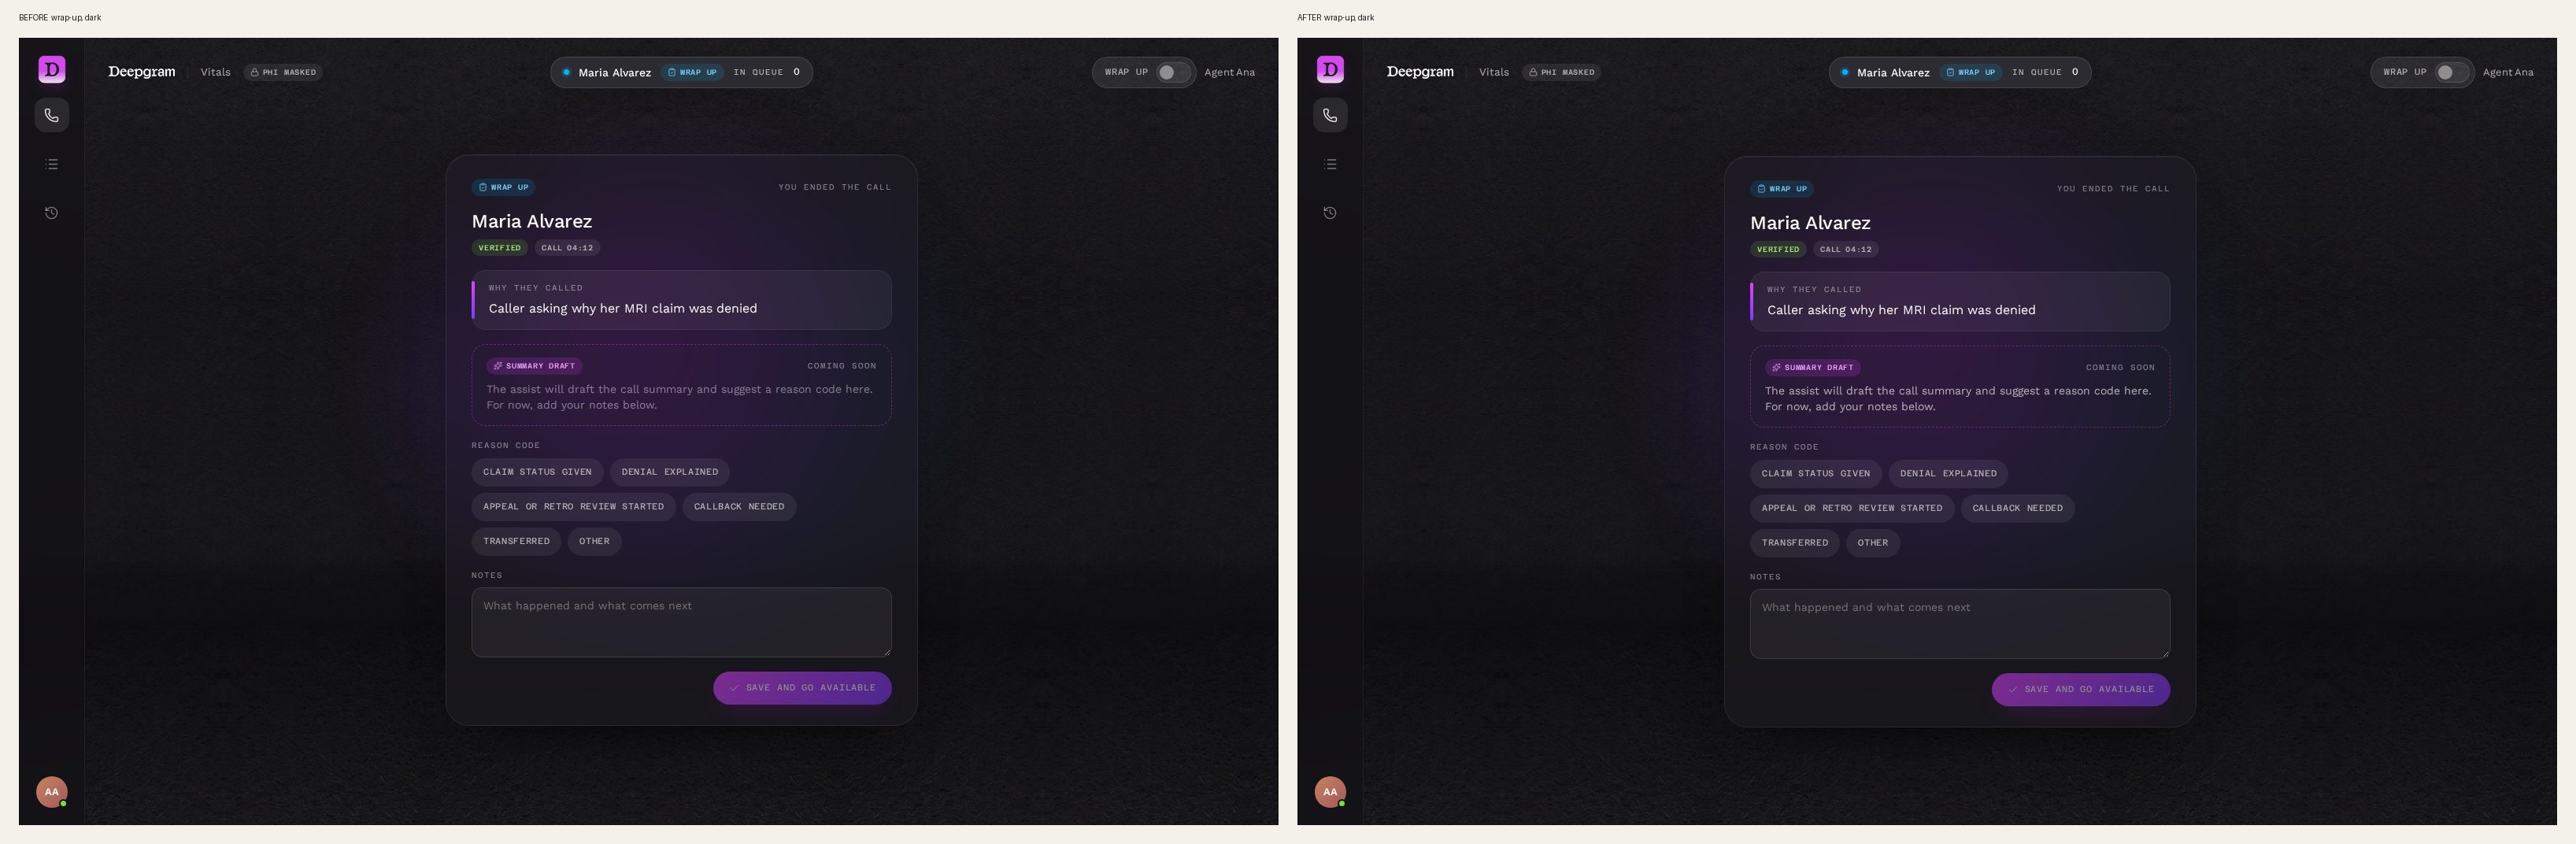 BEFORE wrap-up, dark
D
Deepgram
Vitals
PHI MASKED
Maria Alvarez
WRAP UP
IN QUEUE 0
WRAP UP
Agent Ana
WRAP UP
YOU ENDED THE CALL
Maria Alvarez
VERIFIED
CALL 04:12
WHY THEY CALLED
Caller asking why her MRI claim was denied
SUMMARY DRAFT
COMING SOON
The assist will draft the call summary and suggest a reason code here.
For now, add your notes below.
REASON CODE
CLAIM STATUS GIVEN
DENIAL EXPLAINED
APPEAL OR RETRO REVIEW STARTED
CALLBACK NEEDED
TRANSFERRED
OTHER
NOTES
What happened and what comes next
SAVE AND GO AVAILABLE
AA
AFTER wrap-up, dark
D
Deepgram
Vitals
PHI MASKED
Maria Alvarez
WRAP UP
IN QUEUE 0
WRAP UP
Agent Ana
WRAP UP
YOU ENDED THE CALL
Maria Alvarez
VERIFIED
CALL 04:12
WHY THEY CALLED
Caller asking why her MRI claim was denied
SUMMARY DRAFT
COMING SOON
The assist will draft the call summary and suggest a reason code here.
For now, add your notes below.
REASON CODE
CLAIM STATUS GIVEN
DENIAL EXPLAINED
APPEAL OR RETRO REVIEW STARTED
CALLBACK NEEDED
TRANSFERRED
OTHER
NOTES
What happened and what comes next
SAVE AND GO AVAILABLE
AA